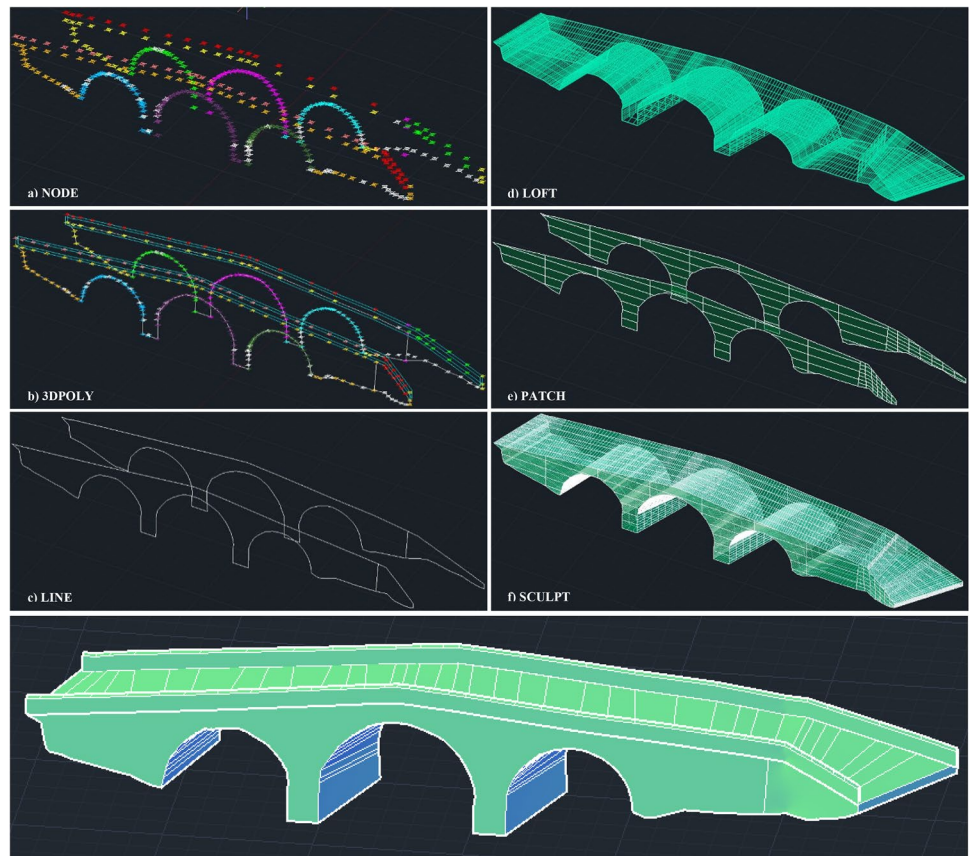 a) NODE
b) 3DPOLY
c) LINE
d) LOFT
e) PATCH
f) SCULPT